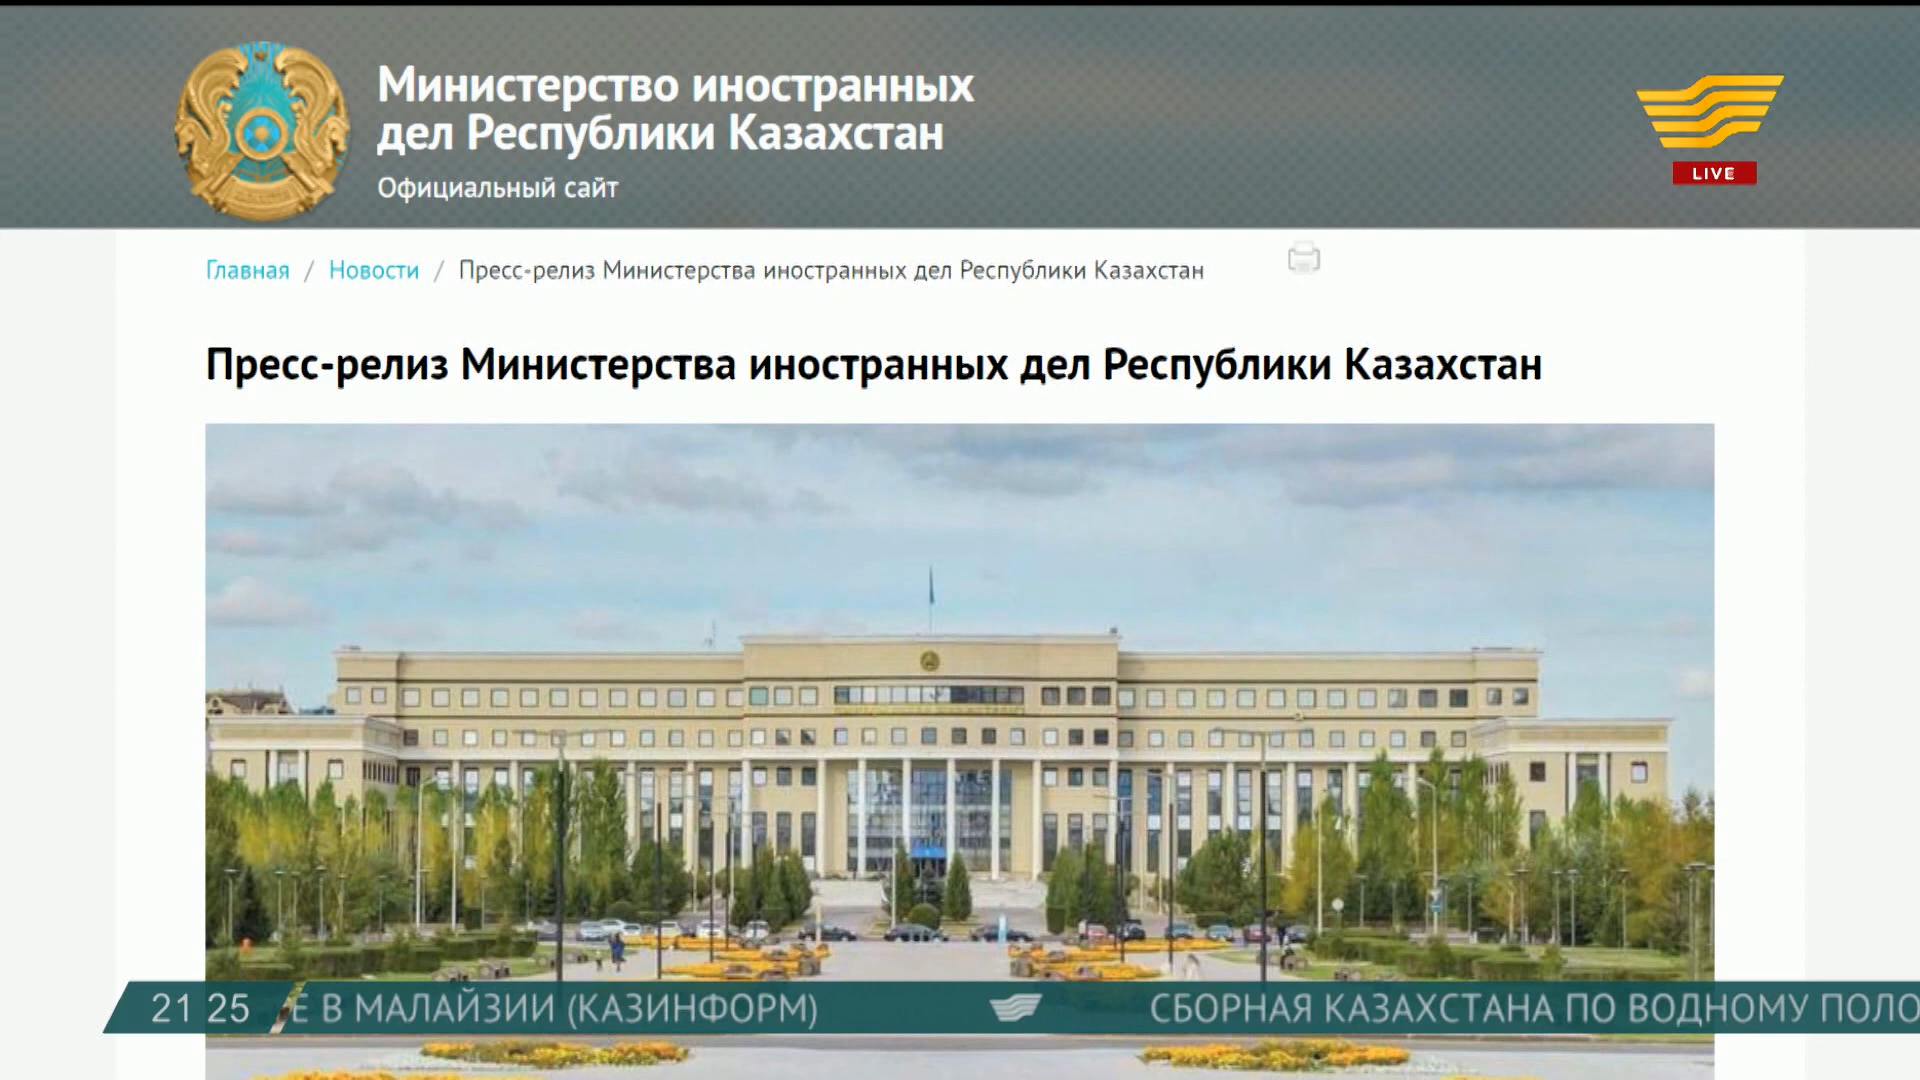 Министерство иностранных
дел Республики Казахстан
Официальный сайт
LIVE
Главная / Новости / Пресс-релиз Министерства иностранных дел Республики Казахстан
Пресс-релиз Министерства иностранных дел Республики Казахстан
21 25 Е В МАЛАЙЗИИ (КАЗИНФОРМ) СБОРНАЯ КАЗАХСТАНА ПО ВОДНОМУ ПОЛО